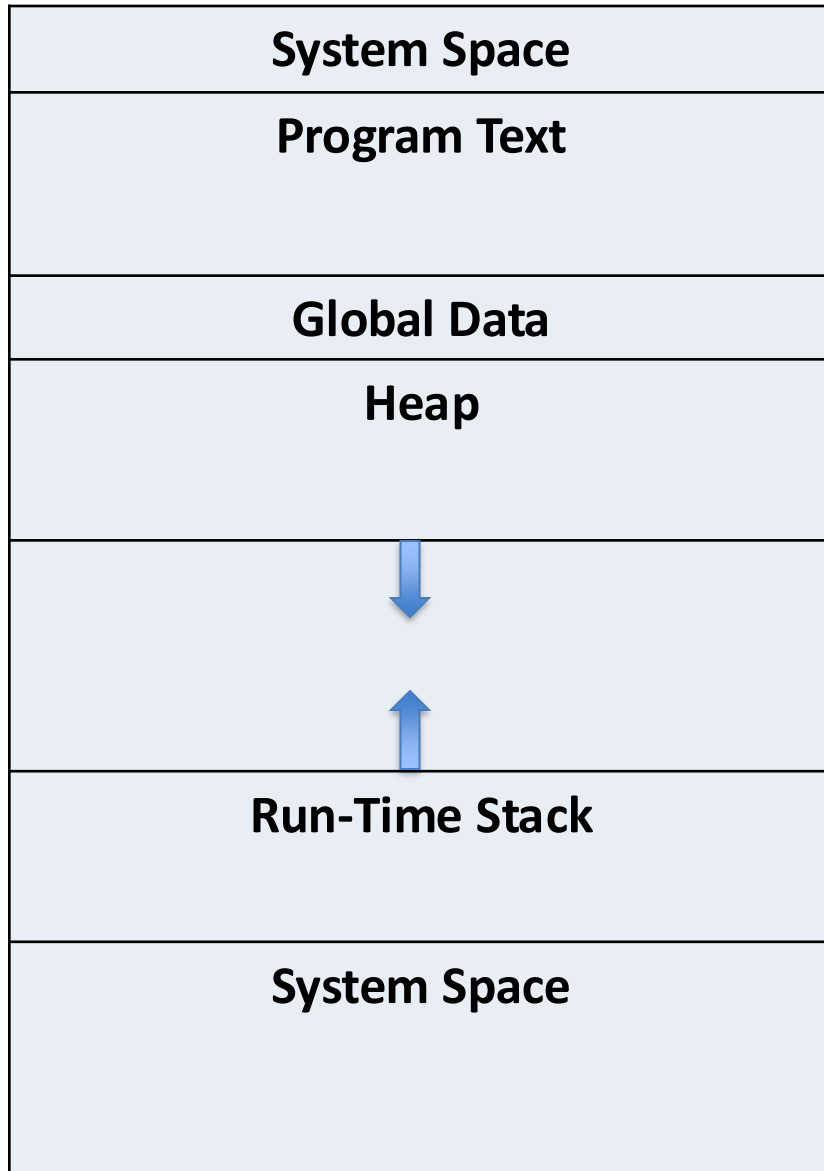 System Space
Program Text
Global Data
Heap
Run-Time Stack
System Space